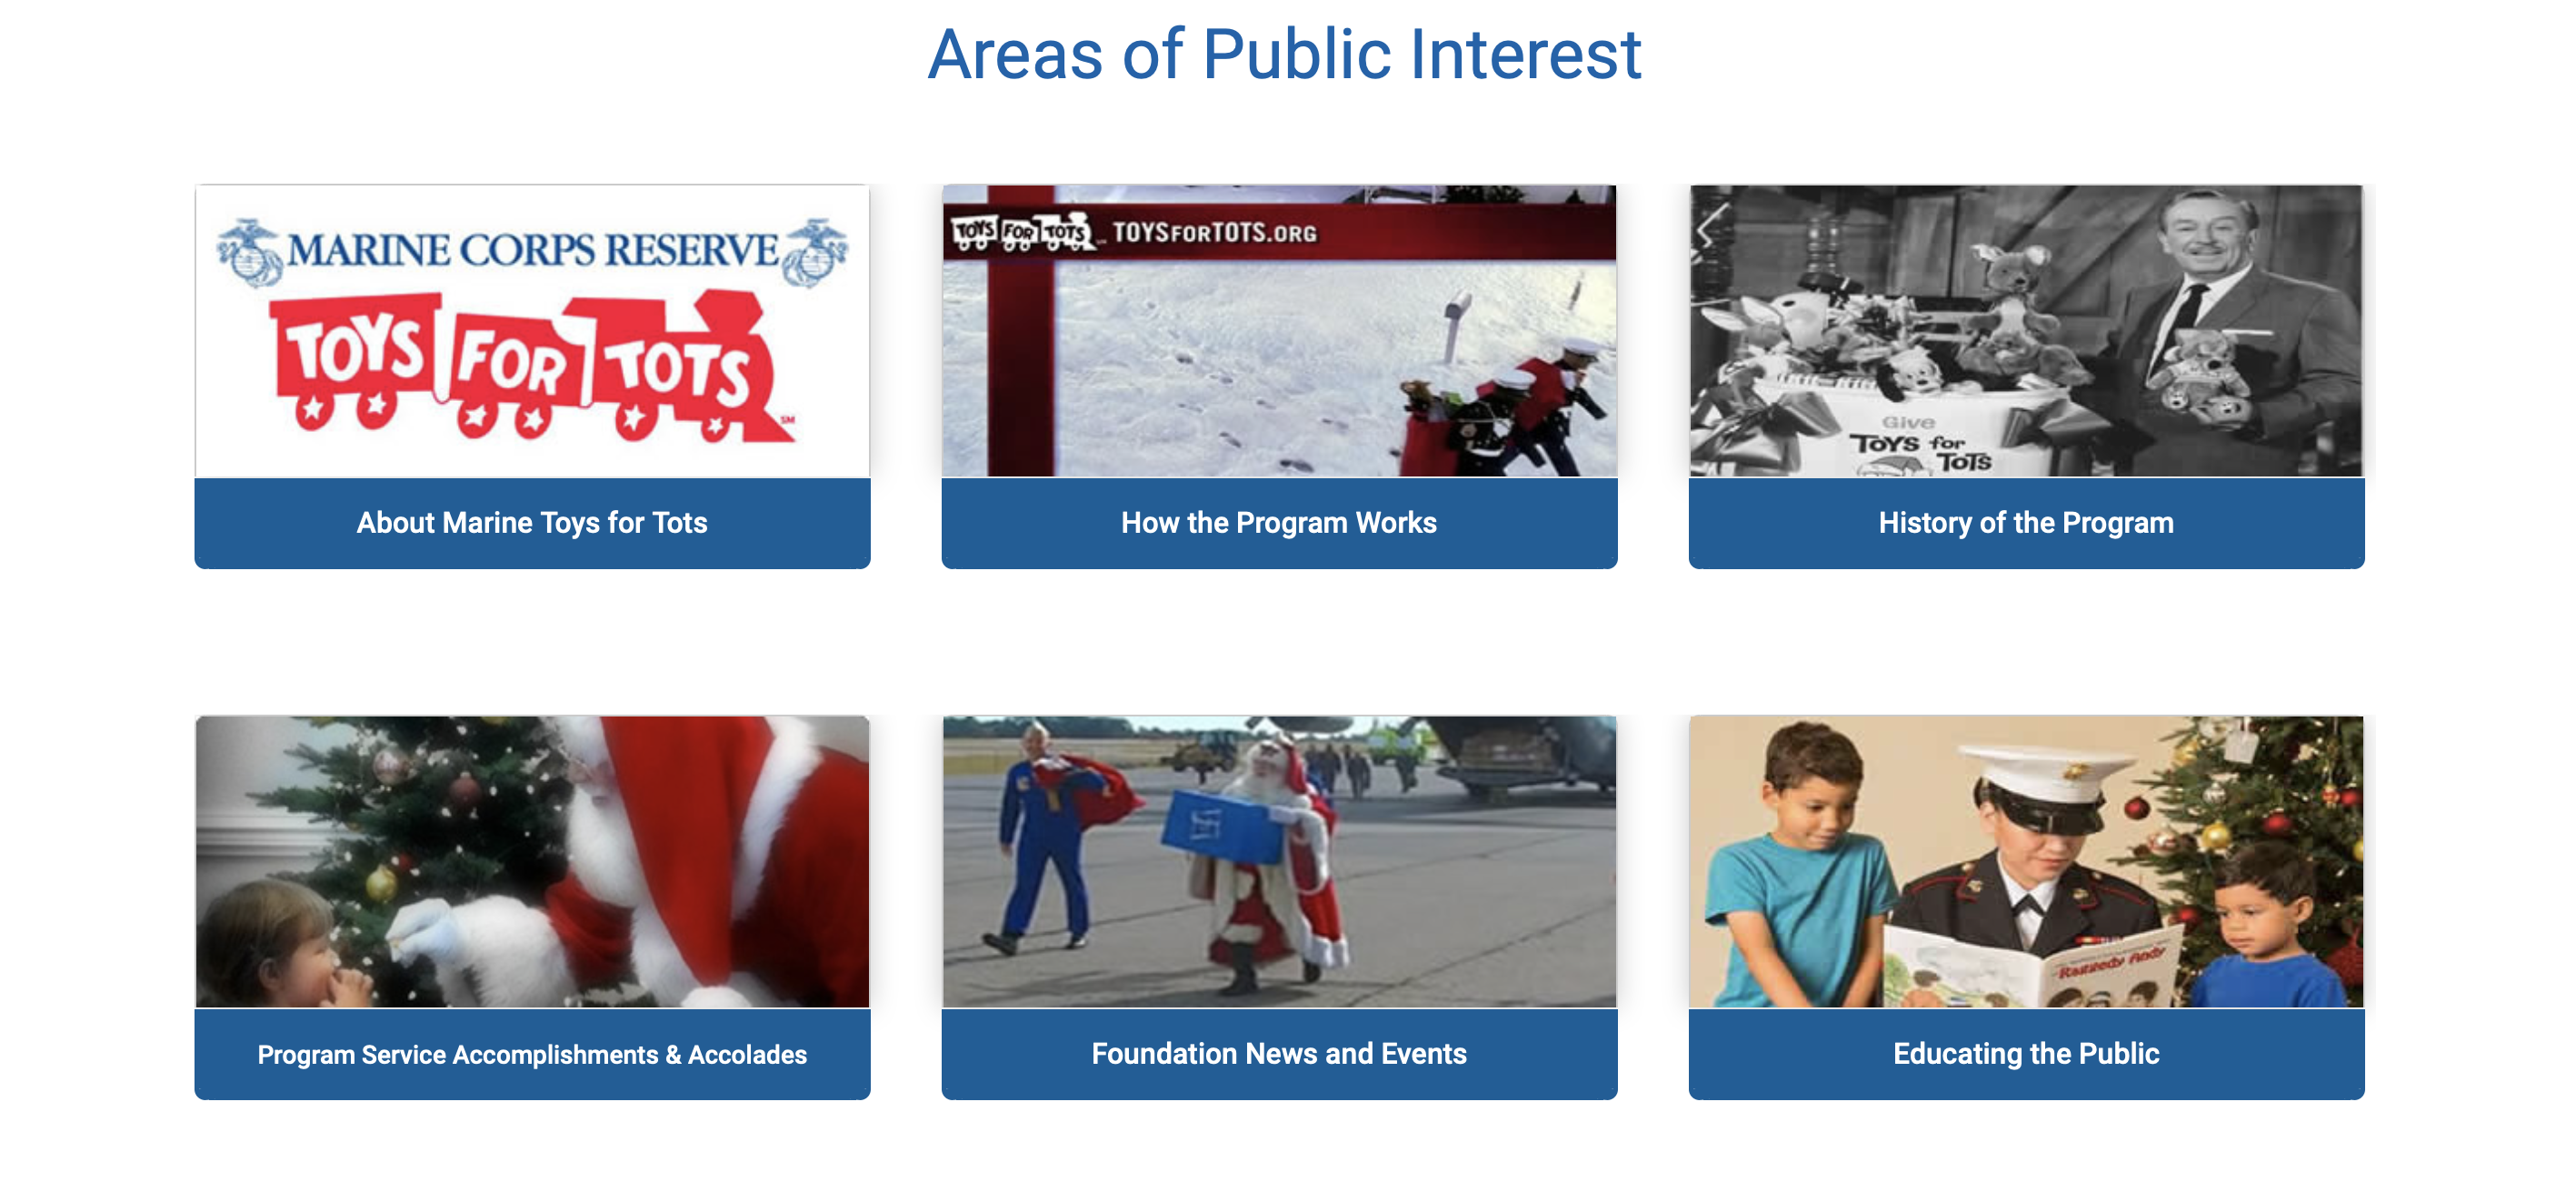 Areas of Public Interest
MARINE CORPS RESERVE
TOYS FOR TOTS
SM
About Marine Toys for Tots
TOYS FOR TOTS TOYSFORTOTS.ORG
How the Program Works
Give
TOYS for
TOTS
History of the Program
Program Service Accomplishments & Accolades
Foundation News and Events
Raggedy Andy
Educating the Public